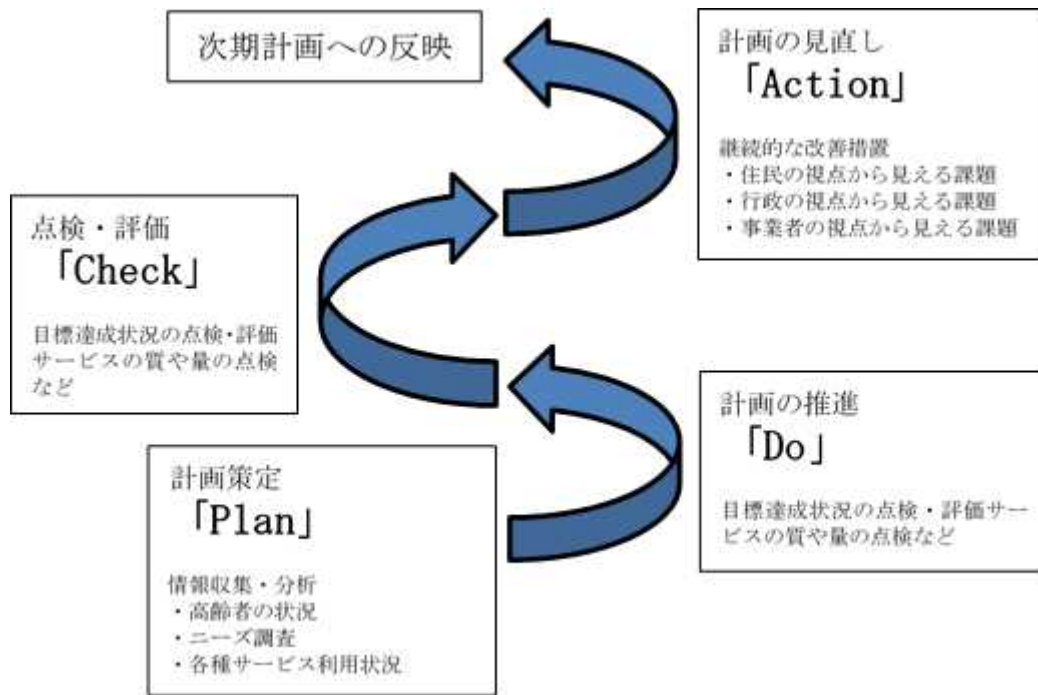 次期計画への反映
計画の見直し
「Action」
継続的な改善措置
・住民の視点から見える課題
・行政の視点から見える課題
・事業者の視点から見える課題
点検・評価
「Check」
目標達成状況の点検・評価
サービスの質や量の点検
など
計画の推進
「Do」
目標達成状況の点検・評価サー
ビスの質や量の点検など
計画策定
「Plan」
情報収集・分析
・高齢者の状況
・ニーズ調査
・各種サービス利用状況